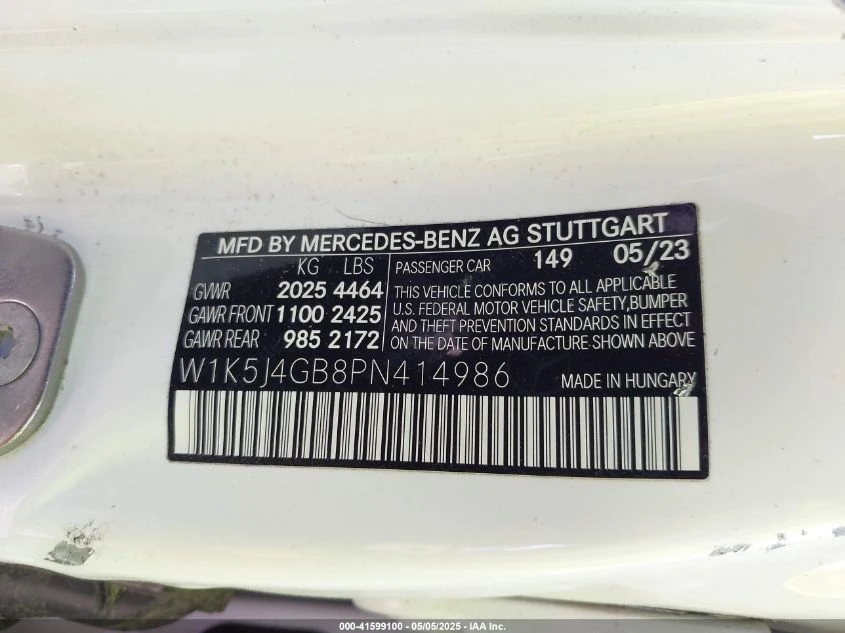 MFD BY MERCEDES-BENZ AG STUTTGART
KG LBS PASSENGER CAR 149 05/23
GVWR 2025 4464
GAWR FRONT 1100 2425
GAWR REAR 985 2172
THIS VEHICLE CONFORMS TO ALL APPLICABLE
U.S. FEDERAL MOTOR VEHICLE SAFETY, BUMPER
AND THEFT PREVENTION STANDARDS IN EFFECT
ON THE DATE OF MANUFACTURE SHOWN ABOVE
W1K5J4GB8PN414986 MADE IN HUNGARY
000-41599100 - 05/05/2025 - IAA Inc.